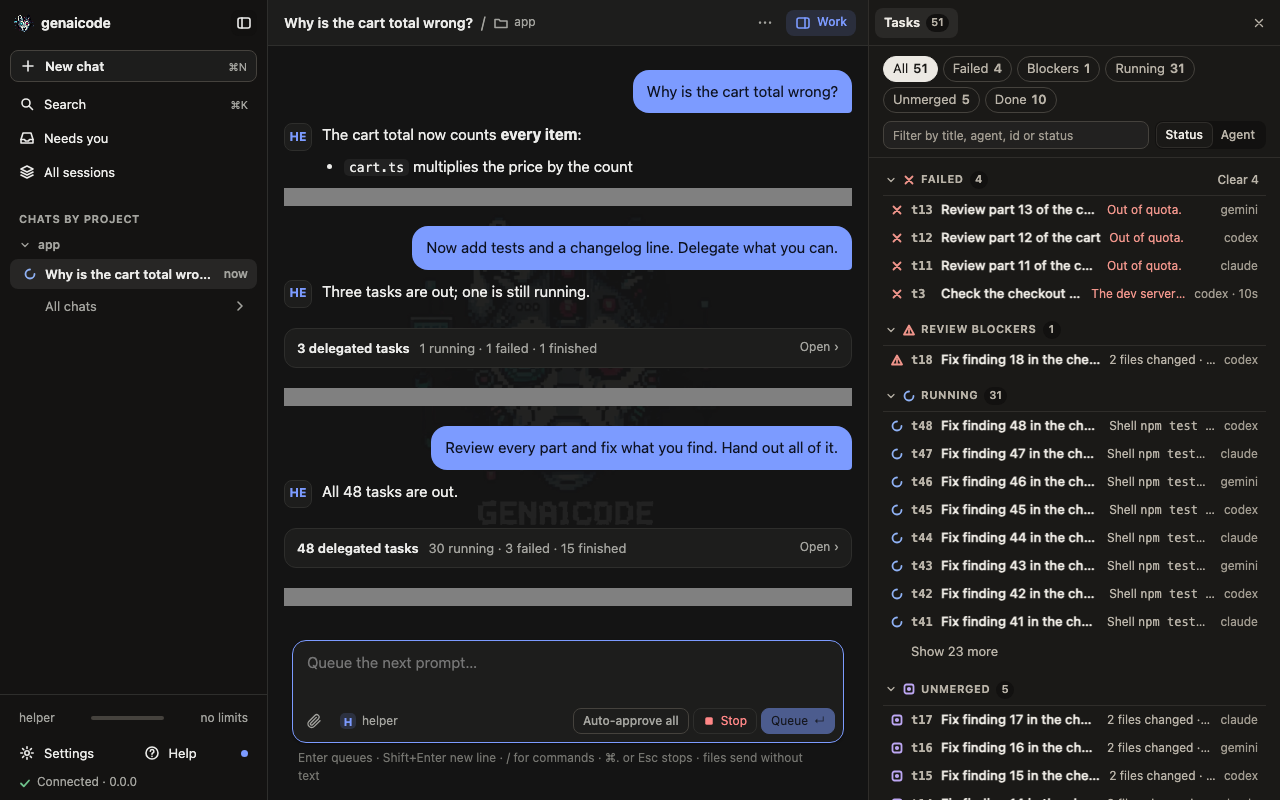 genaicode
New chat ⌘N
Search ⌘K
Needs you
All sessions
CHATS BY PROJECT
app
Why is the cart total wro... now
All chats
helper no limits
Settings Help
Connected · 0.0.0
Why is the cart total wrong? / app
··· Work
Why is the cart total wrong?
HE The cart total now counts every item:
• cart.ts multiplies the price by the count
Now add tests and a changelog line. Delegate what you can.
HE Three tasks are out; one is still running.
3 delegated tasks 1 running · 1 failed · 1 finished Open ›
Review every part and fix what you find. Hand out all of it.
HE All 48 tasks are out.
GENAICODE
48 delegated tasks 30 running · 3 failed · 15 finished Open ›
Queue the next prompt...
H helper Auto-approve all Stop Queue ↵
Enter queues · Shift+Enter new line · / for commands · ⌘. or Esc stops · files send without
text
Tasks 51
All 51 Failed 4 Blockers 1 Running 31
Unmerged 5 Done 10
Filter by title, agent, id or status Status Agent
FAILED 4 Clear 4
t13 Review part 13 of the c... Out of quota. gemini
t12 Review part 12 of the cart Out of quota. codex
t11 Review part 11 of the c... Out of quota. claude
t3 Check the checkout ... The dev server... codex · 10s
REVIEW BLOCKERS 1
t18 Fix finding 18 in the che... 2 files changed · ... codex
RUNNING 31
t48 Fix finding 48 in the ch... Shell npm test ... codex
t47 Fix finding 47 in the ch... Shell npm test... claude
t46 Fix finding 46 in the ch... Shell npm test... gemini
t45 Fix finding 45 in the ch... Shell npm test ... codex
t44 Fix finding 44 in the ch... Shell npm test... claude
t43 Fix finding 43 in the ch... Shell npm test... gemini
t42 Fix finding 42 in the ch... Shell npm test ... codex
t41 Fix finding 41 in the ch... Shell npm test... claude
Show 23 more
UNMERGED 5
t17 Fix finding 17 in the ch... 2 files changed ·... claude
t16 Fix finding 16 in the ch... 2 files changed ·... gemini
t15 Fix finding 15 in the che... 2 files changed · ... codex